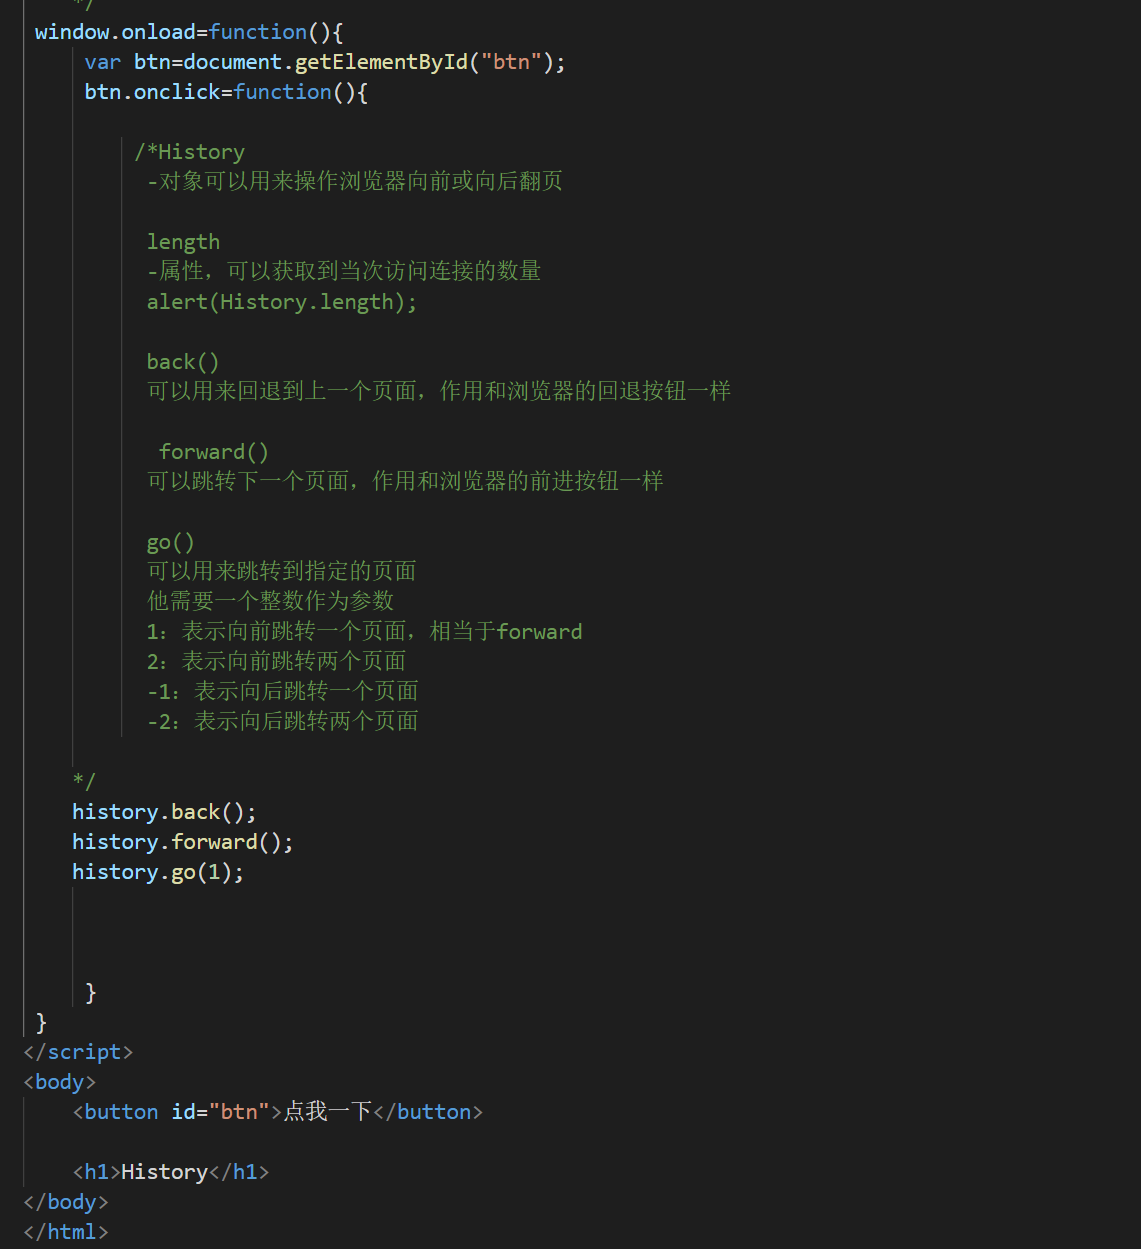 */
window.onload=function(){
var btn=document.getElementById("btn");
btn.onclick=function(){
/*History
-对象可以用来操作浏览器向前或向后翻页
length
-属性，可以获取到当次访问连接的数量
alert(History.length);
back()
可以用来回退到上一个页面，作用和浏览器的回退按钮一样
forward()
可以跳转下一个页面，作用和浏览器的前进按钮一样
go()
可以用来跳转到指定的页面
他需要一个整数作为参数
1：表示向前跳转一个页面，相当于forward
2：表示向前跳转两个页面
-1：表示向后跳转一个页面
-2：表示向后跳转两个页面
*/
history.back();
history.forward();
history.go(1);
}
}
</script>
<body>
<button id="btn">点我一下</button>
<h1>History</h1>
</body>
</html>